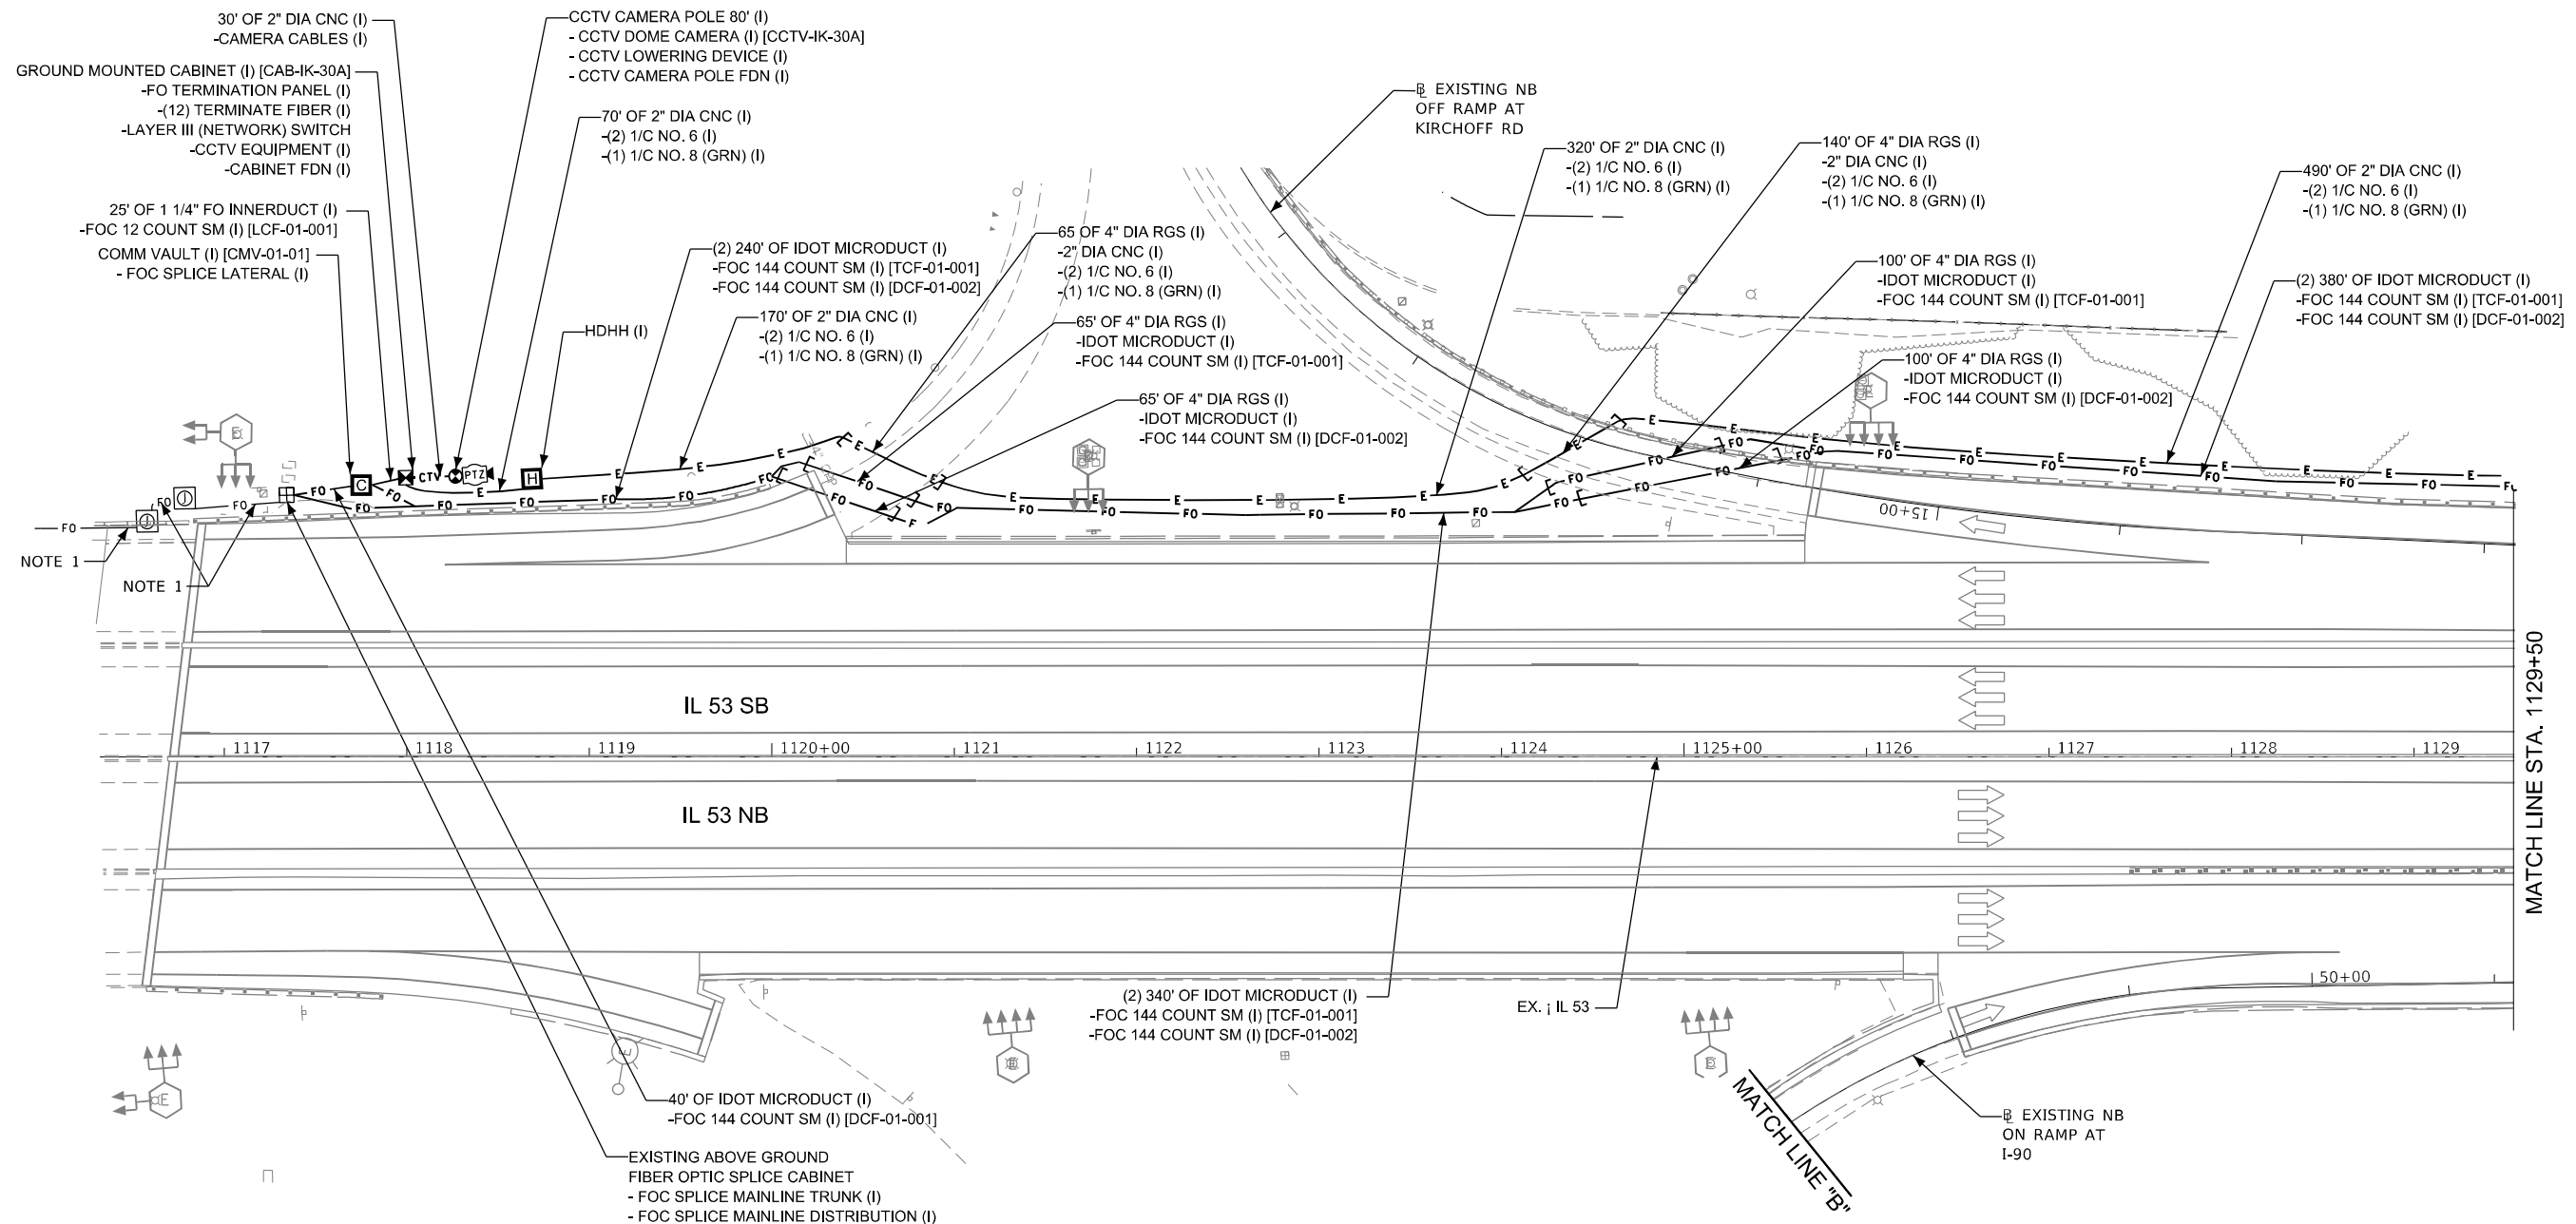 30' OF 2" DIA CNC (I)
-CAMERA CABLES (I)
GROUND MOUNTED CABINET (I) [CAB-IK-30A]
-FO TERMINATION PANEL (I)
-(12) TERMINATE FIBER (I)
-LAYER III (NETWORK) SWITCH
-CCTV EQUIPMENT (I)
-CABINET FDN (I)
25' OF 1 1/4" FO INNERDUCT (I)
-FOC 12 COUNT SM (I) [LCF-01-001]
COMM VAULT (I) [CMV-01-01]
- FOC SPLICE LATERAL (I)
CCTV CAMERA POLE 80' (I)
- CCTV DOME CAMERA (I) [CCTV-IK-30A]
- CCTV LOWERING DEVICE (I)
- CCTV CAMERA POLE FDN (I)
70' OF 2" DIA CNC (I)
-(2) 1/C NO. 6 (I)
-(1) 1/C NO. 8 (GRN) (I)
(2) 240' OF IDOT MICRODUCT (I)
-FOC 144 COUNT SM (I) [TCF-01-001]
-FOC 144 COUNT SM (I) [DCF-01-002]
HDHH (I)
170' OF 2" DIA CNC (I)
-(2) 1/C NO. 6 (I)
-(1) 1/C NO. 8 (GRN) (I)
65 OF 4" DIA RGS (I)
-2" DIA CNC (I)
-(2) 1/C NO. 6 (I)
-(1) 1/C NO. 8 (GRN) (I)
65' OF 4" DIA RGS (I)
-IDOT MICRODUCT (I)
-FOC 144 COUNT SM (I) [TCF-01-001]
65' OF 4" DIA RGS (I)
-IDOT MICRODUCT (I)
-FOC 144 COUNT SM (I) [DCF-01-002]
℄ EXISTING NB
OFF RAMP AT
KIRCHOFF RD
320' OF 2" DIA CNC (I)
-(2) 1/C NO. 6 (I)
-(1) 1/C NO. 8 (GRN) (I)
140' OF 4" DIA RGS (I)
-2" DIA CNC (I)
-(2) 1/C NO. 6 (I)
-(1) 1/C NO. 8 (GRN) (I)
100' OF 4" DIA RGS (I)
-IDOT MICRODUCT (I)
-FOC 144 COUNT SM (I) [TCF-01-001]
100' OF 4" DIA RGS (I)
-IDOT MICRODUCT (I)
-FOC 144 COUNT SM (I) [DCF-01-002]
490' OF 2" DIA CNC (I)
-(2) 1/C NO. 6 (I)
-(1) 1/C NO. 8 (GRN) (I)
(2) 380' OF IDOT MICRODUCT (I)
-FOC 144 COUNT SM (I) [TCF-01-001]
-FOC 144 COUNT SM (I) [DCF-01-002]
C
CTV
PTZ
H
J
J
FO
E
NOTE 1
NOTE 1
15+00
IL 53 SB
1117 1118 1119 1120+00 1121 1122 1123 1124 1125+00 1126 1127 1128 1129
IL 53 NB
MATCH LINE STA. 1129+50
50+00
(2) 340' OF IDOT MICRODUCT (I)
-FOC 144 COUNT SM (I) [TCF-01-001]
-FOC 144 COUNT SM (I) [DCF-01-002]
EX. ¡ IL 53
40' OF IDOT MICRODUCT (I)
-FOC 144 COUNT SM (I) [DCF-01-001]
EXISTING ABOVE GROUND
FIBER OPTIC SPLICE CABINET
- FOC SPLICE MAINLINE TRUNK (I)
- FOC SPLICE MAINLINE DISTRIBUTION (I)
MATCH LINE "B"
EXISTING NB
ON RAMP AT
I-90